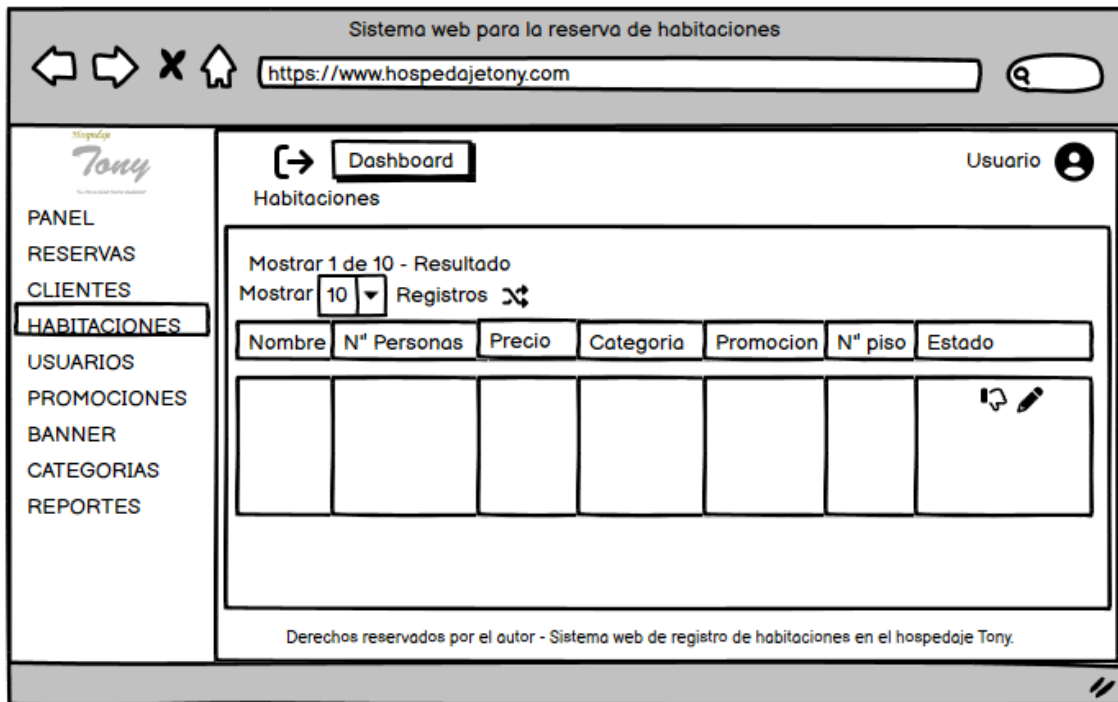 Sistema web para la reserva de habitaciones
https://www.hospedajetony.com
Hospedaje
Tony
Dashboard
Usuario
Habitaciones
PANEL
RESERVAS
CLIENTES
HABITACIONES
USUARIOS
PROMOCIONES
BANNER
CATEGORIAS
REPORTES
Mostrar 1 de 10 - Resultado
Mostrar 10 Registros
Nombre N" Personas Precio Categoria Promocion N" piso Estado
Derechos reservados por el autor - Sistema web de registro de habitaciones en el hospedaje Tony.